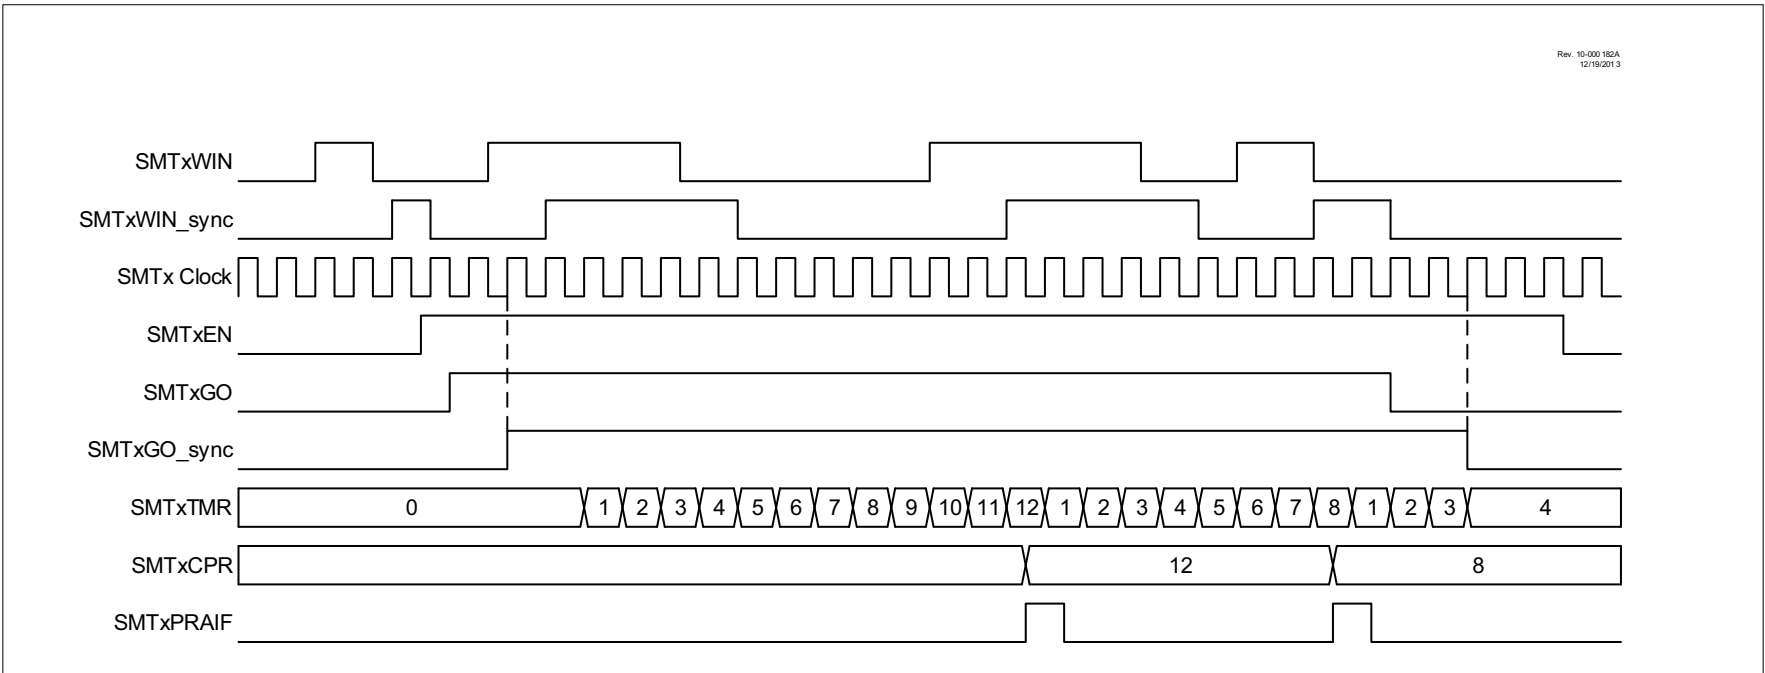 Rev. 10-000 182A
12/19/201 3
SMTxWIN
SMTxWIN_sync
SMTx Clock
SMTxEN
SMTxGO
SMTxGO_sync
SMTxTMR 0 1 2 3 4 5 6 7 8 9 10 11 12 1 2 3 4 5 6 7 8 1 2 3 4
SMTxCPR 12 8
SMTxPRAIF